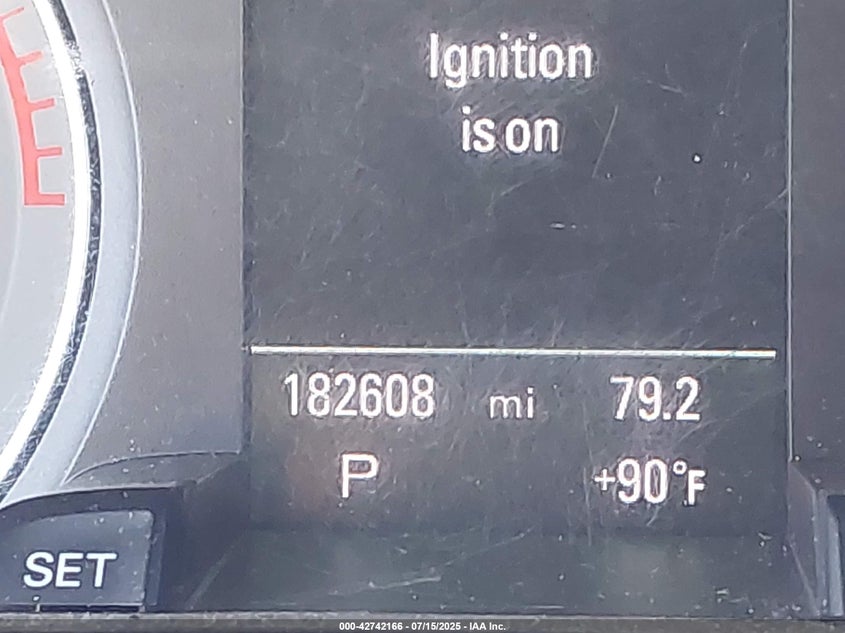 Ignition
is on
182608 mi 79.2
P +90°F
SET
000-42742166 - 07/15/2025 - IAA Inc.